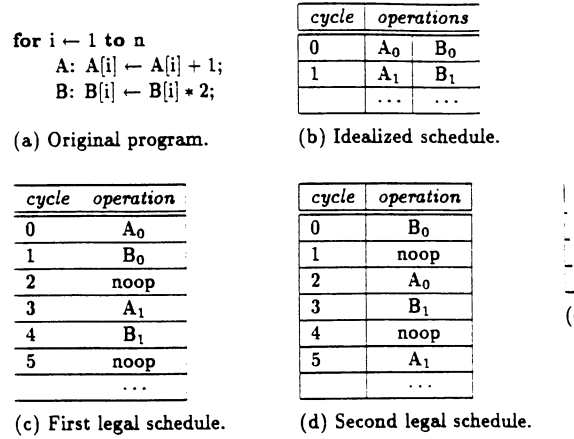 for i ← 1 to n
A: A[i] ← A[i] + 1;
B: B[i] ← B[i] * 2;
(a) Original program.
cycle operations
0 A₀ B₀
1 A₁ B₁
... ...
(b) Idealized schedule.
cycle operation
0 A₀
1 B₀
2 noop
3 A₁
4 B₁
5 noop
...
(c) First legal schedule.
cycle operation
0 B₀
1 noop
2 A₀
3 B₁
4 noop
5 A₁
...
(d) Second legal schedule.
(